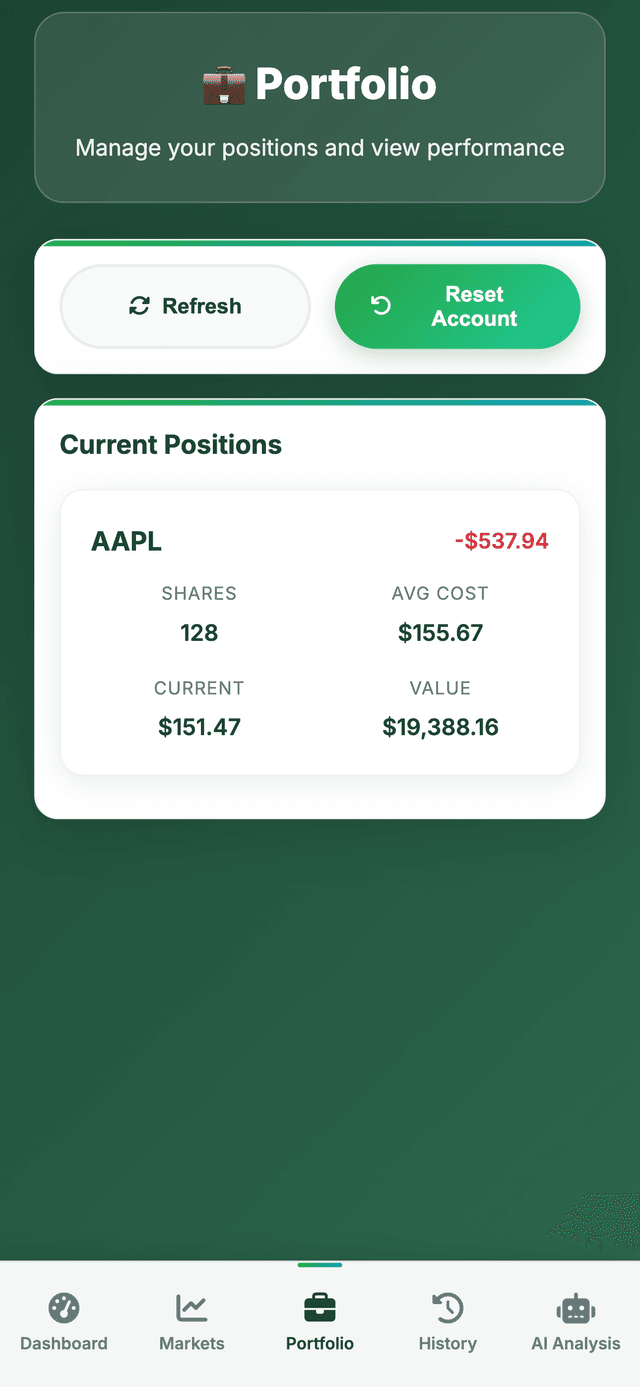 💼 Portfolio
Manage your positions and view performance
Refresh
Reset
Account
Current Positions
AAPL
-$537.94
SHARES
AVG COST
128
$155.67
CURRENT
VALUE
$151.47
$19,388.16
Dashboard
Markets
Portfolio
History
AI Analysis